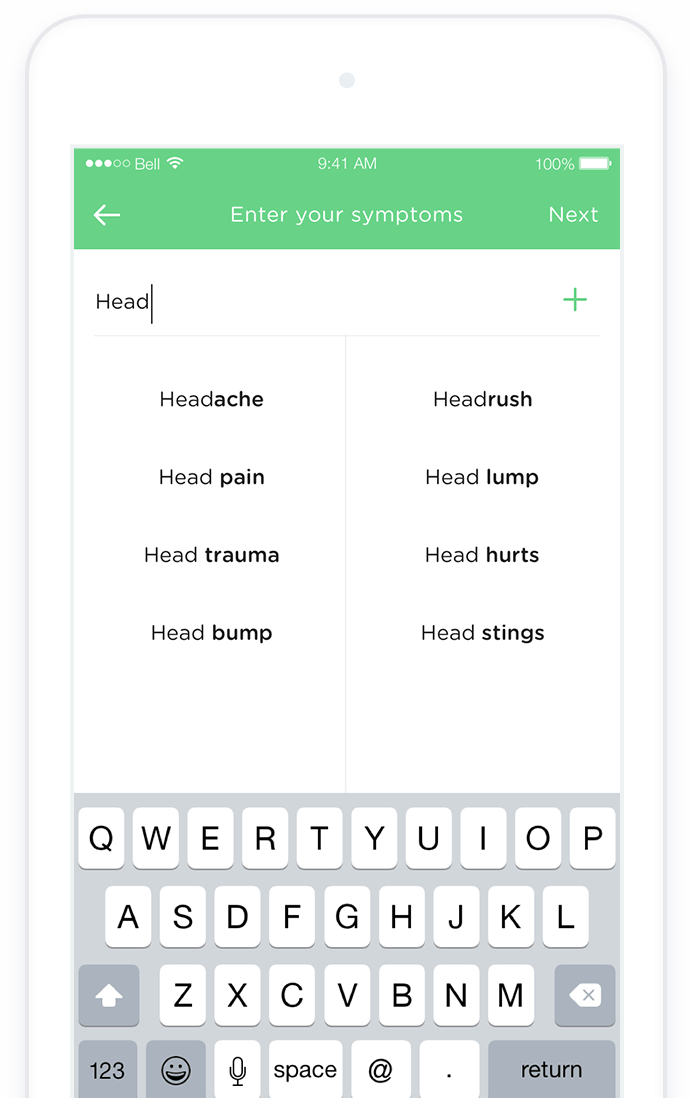 Bell 9:41 AM 100%
Enter your symptoms Next
Head
Headache Headrush
Head pain Head lump
Head trauma Head hurts
Head bump Head stings
Q W E R T Y U I O P
A S D F G H J K L
Z X C V B N M
123 space @ . return